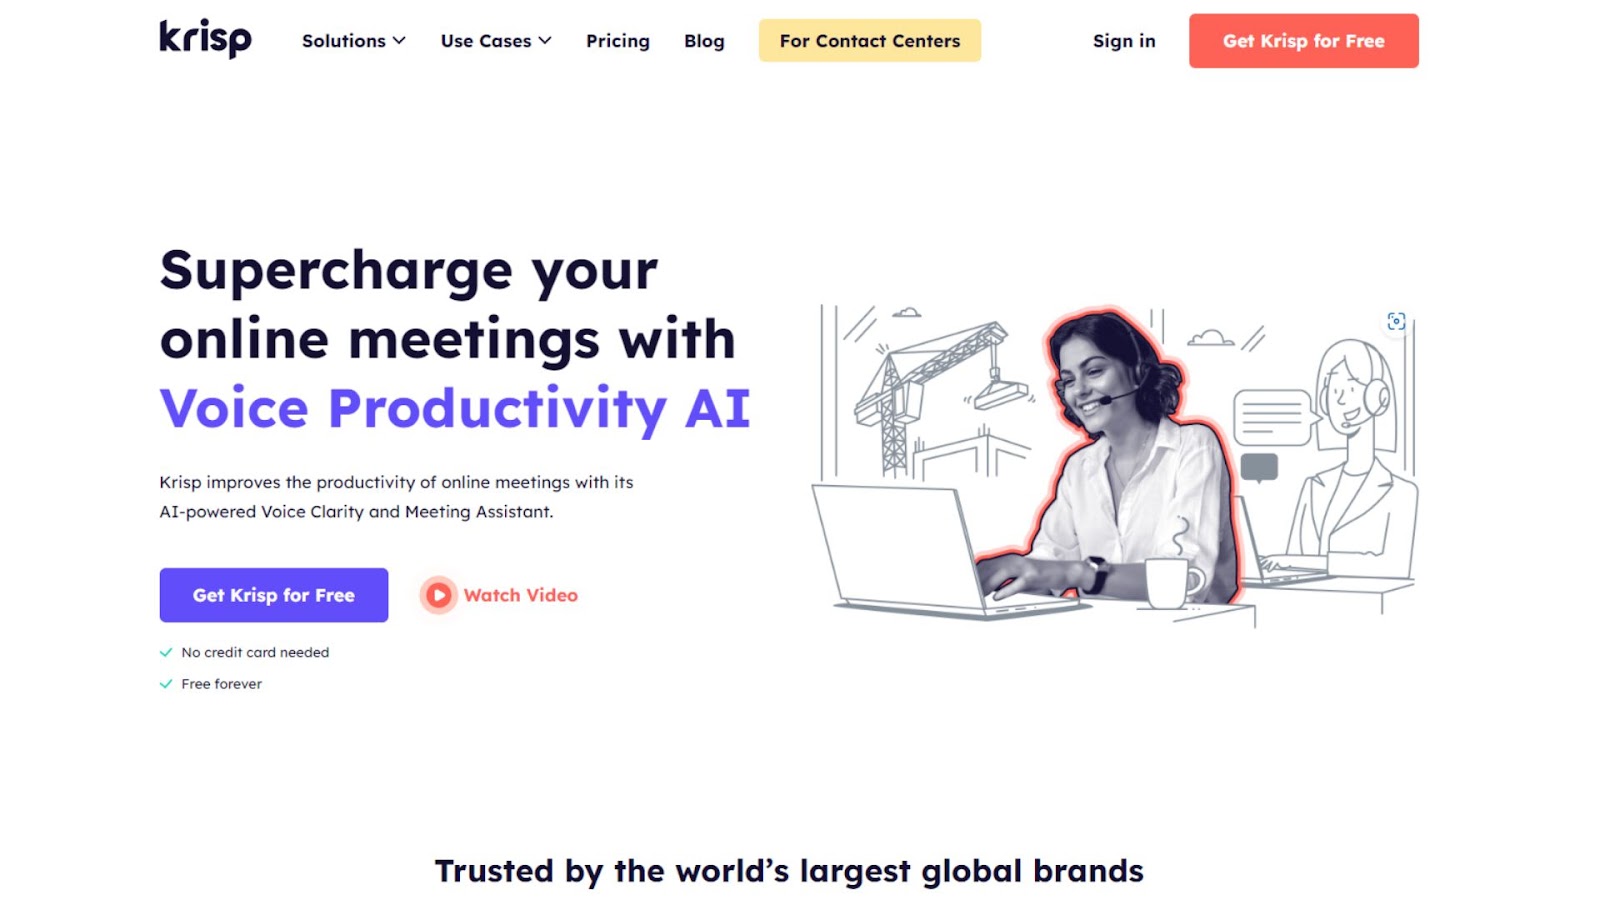 krisp
Solutions
Use Cases
Pricing
Blog
For Contact Centers
Sign in
Get Krisp for Free
Supercharge your
online meetings with
Voice Productivity AI
Krisp improves the productivity of online meetings with its
AI-powered Voice Clarity and Meeting Assistant.
Get Krisp for Free
Watch Video
No credit card needed
Free forever
Trusted by the world’s largest global brands